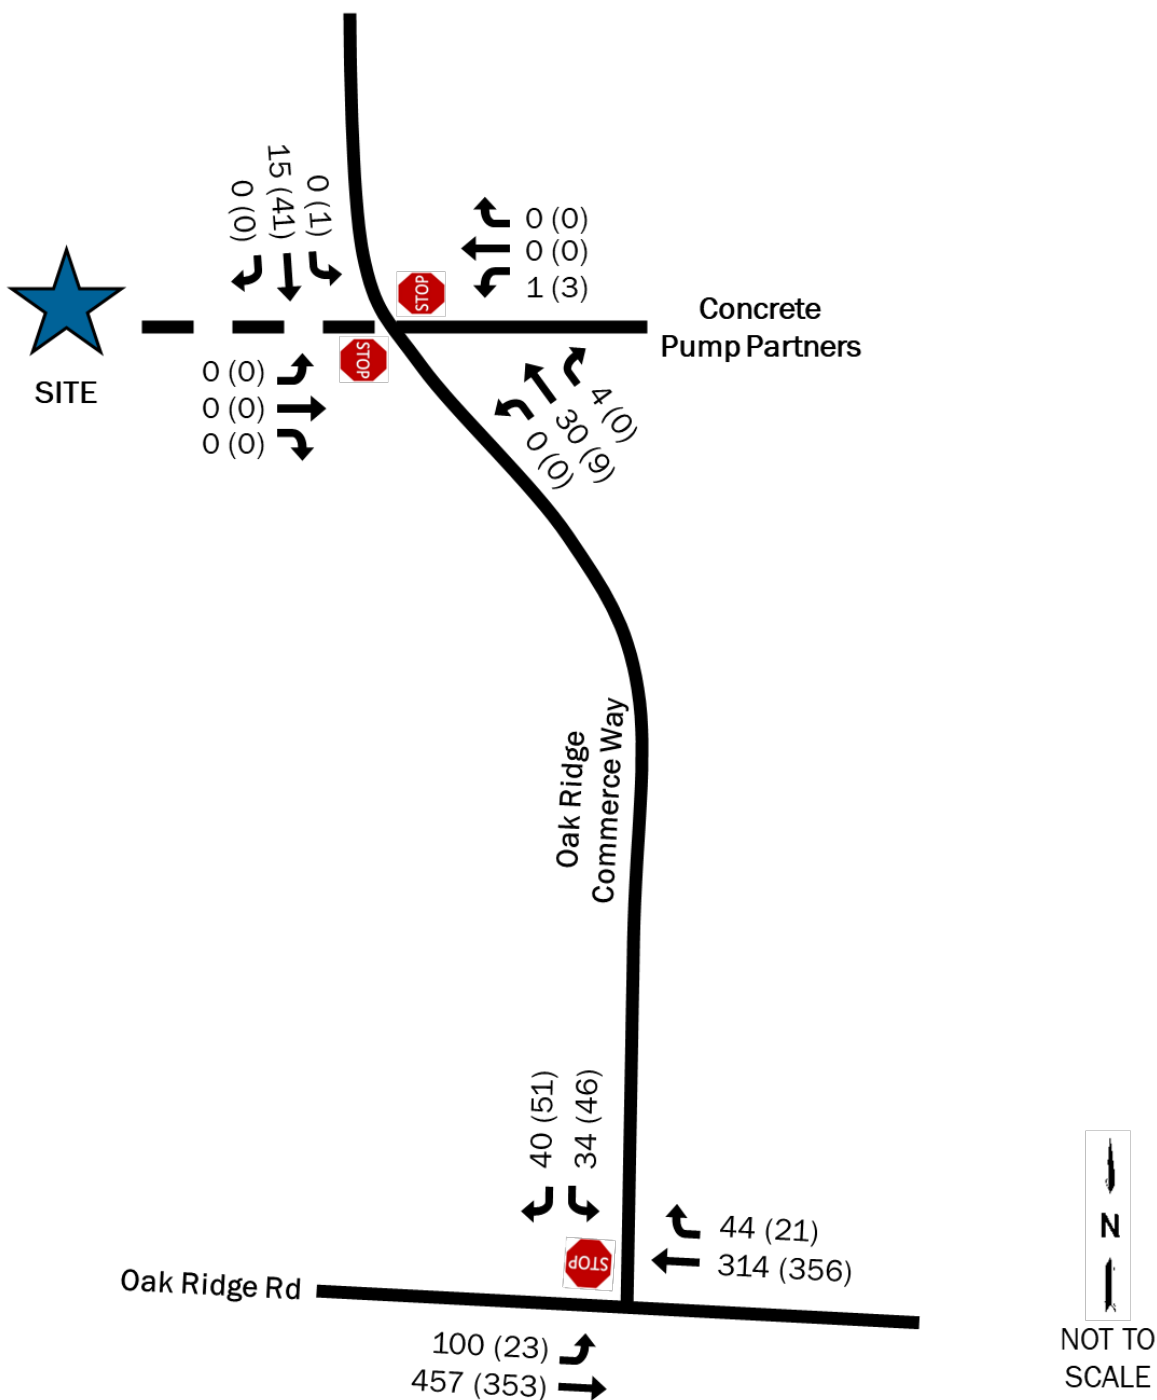 0 (0)
15 (41)
0 (1)
0 (0)
0 (0)
1 (3)
STOP
Concrete
Pump Partners
STOP
SITE
0 (0)
0 (0)
0 (0)
0 (0)
30 (9)
4 (0)
Oak Ridge
Commerce Way
40 (51)
34 (46)
STOP
44 (21)
314 (356)
Oak Ridge Rd
100 (23)
457 (353)
N
NOT TO
SCALE